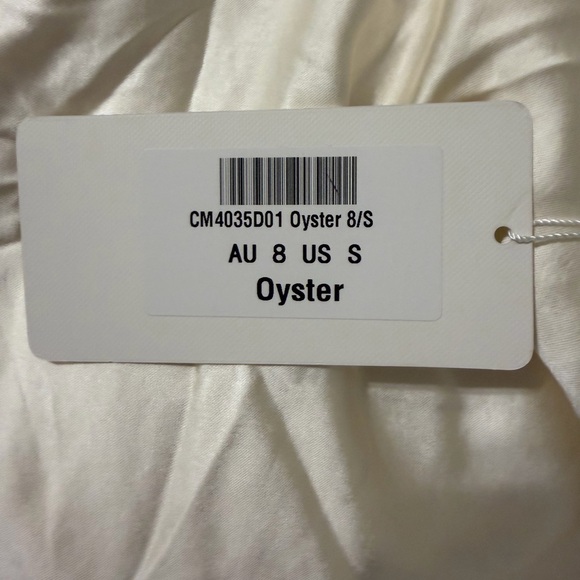 CM4035D01 Oyster 8/S
AU 8 US S
Oyster